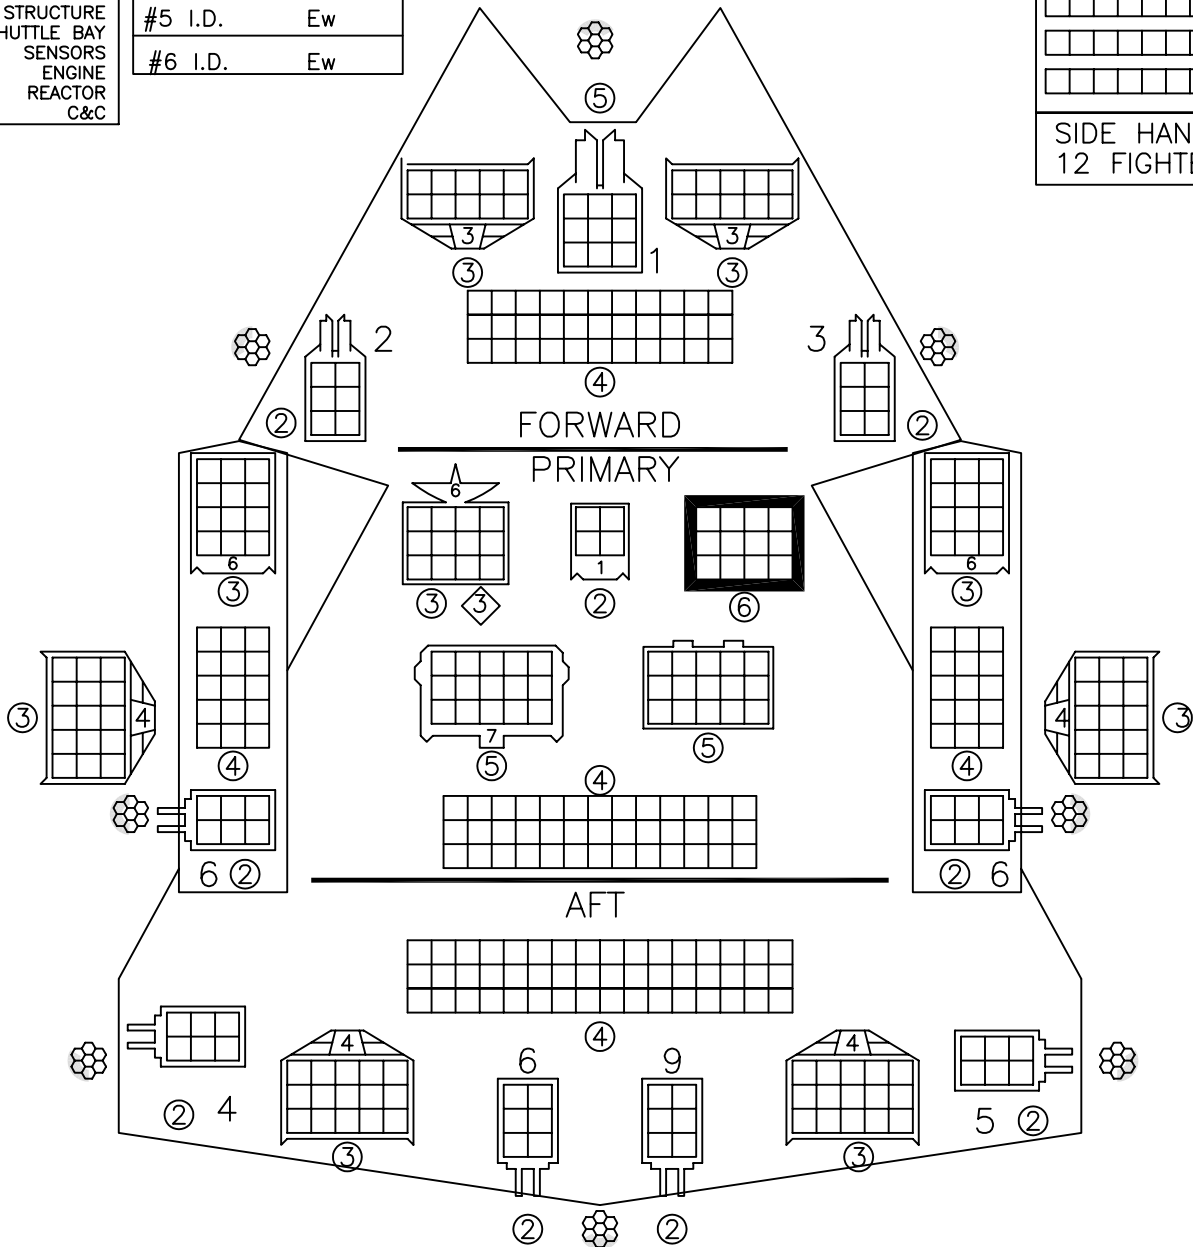 STRUCTURE
HUTTLE BAY
SENSORS
ENGINE
REACTOR
C&C
#5 I.D. Ew
#6 I.D. Ew
SIDE HAN
12 FIGHTE
5
3 3
1
3 3
2 3
4
2 2
FORWARD
PRIMARY
6
6 1 6
3 3 3 2 6 3
3 4 4 3
7
4 5 5 4
4
6 2 2 6
AFT
4
4 4
6 9
2 4 5 2
3 3
2 2